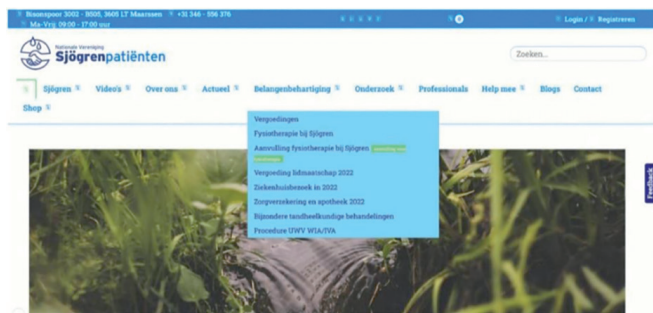 Bisonspoor 3002 - B505, 3605 LT Maarssen +31 346 - 556 376
Ma-Vrij: 09:00 - 17:00 uur
0
Login / Registreren
Nationale Vereniging
Sjögrenpatiënten
Zoeken...
Sjögren Video's Over ons Actueel Belangenbehartiging Onderzoek Professionals Help mee Blogs Contact
Shop
Vergoedingen
Fysiotherapie bij Sjögren
Aanvulling fysiotherapie bij Sjögren
Vergoeding lidmaatschap 2022
Ziekenhuisbezoek in 2022
Zorgverzekering en apotheek 2022
Bijzondere tandheelkundige behandelingen
Procedure UWV WIA/IVA
Feedback